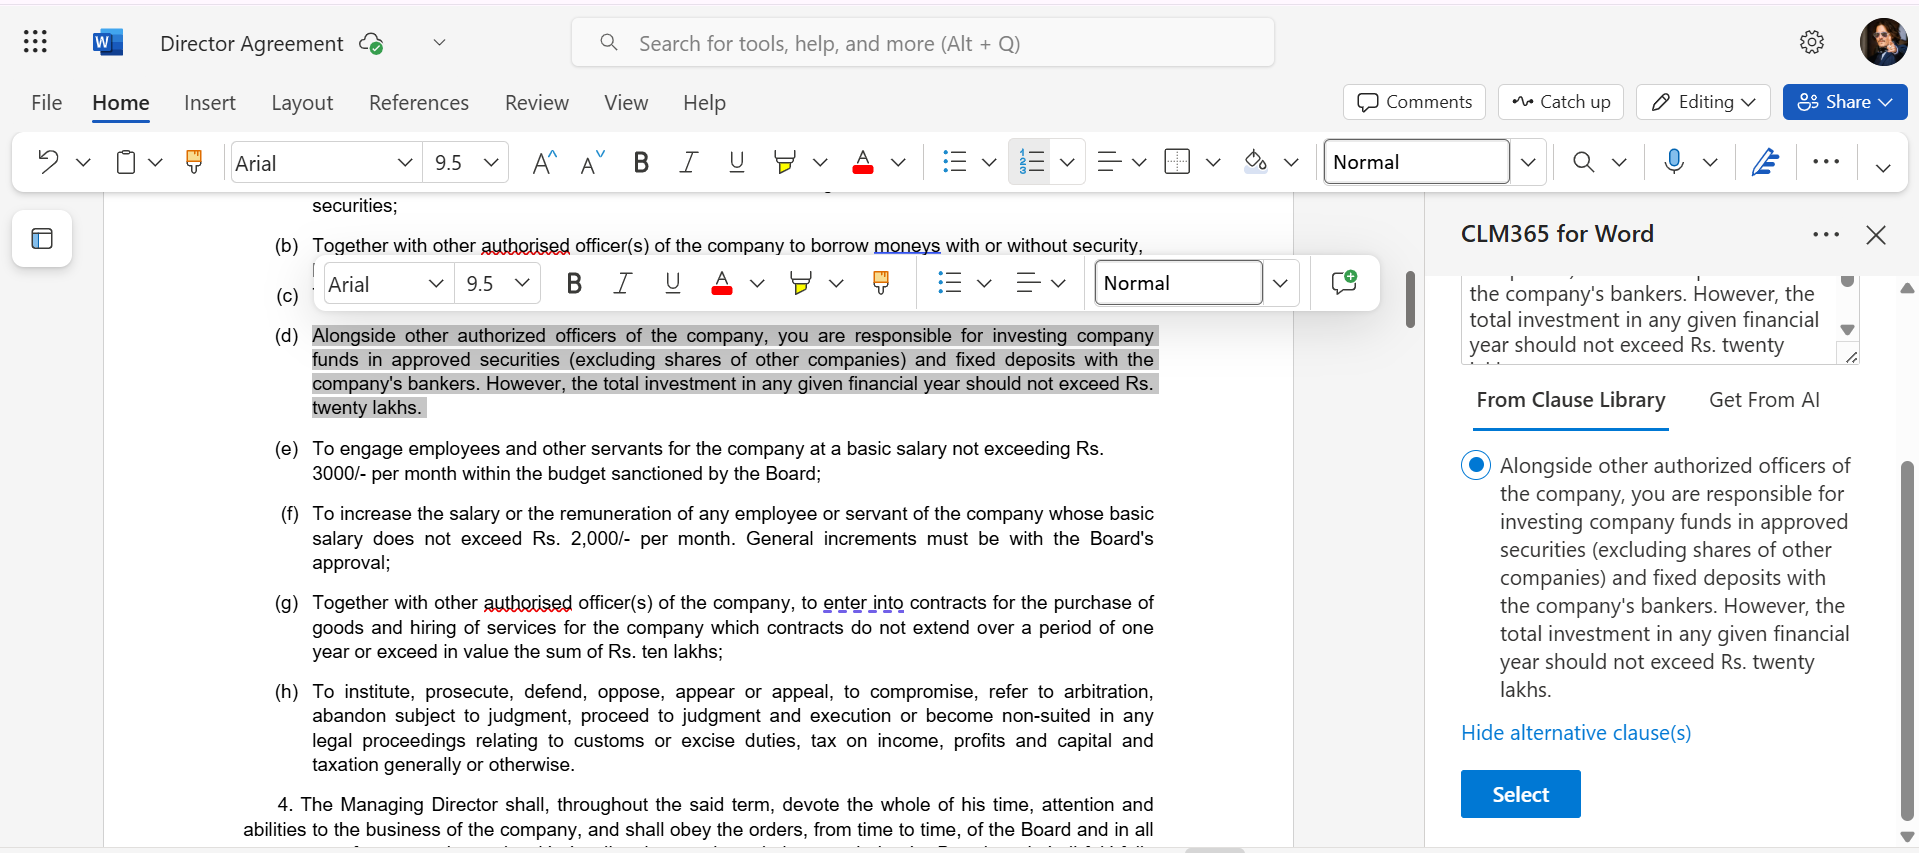 Director Agreement
Search for tools, help, and more (Alt + Q)
File Home Insert Layout References Review View Help
Comments Catch up Editing Share
Arial 9.5 B I U A Normal
securities;
(b) Together with other authorised officer(s) of the company to borrow moneys with or without security,
Arial 9.5 B I U A Normal
(c)
(d) Alongside other authorized officers of the company, you are responsible for investing company
funds in approved securities (excluding shares of other companies) and fixed deposits with the
company's bankers. However, the total investment in any given financial year should not exceed Rs.
twenty lakhs.
(e) To engage employees and other servants for the company at a basic salary not exceeding Rs.
3000/- per month within the budget sanctioned by the Board;
(f) To increase the salary or the remuneration of any employee or servant of the company whose basic
salary does not exceed Rs. 2,000/- per month. General increments must be with the Board's
approval;
(g) Together with other authorised officer(s) of the company, to enter into contracts for the purchase of
goods and hiring of services for the company which contracts do not extend over a period of one
year or exceed in value the sum of Rs. ten lakhs;
(h) To institute, prosecute, defend, oppose, appear or appeal, to compromise, refer to arbitration,
abandon subject to judgment, proceed to judgment and execution or become non-suited in any
legal proceedings relating to customs or excise duties, tax on income, profits and capital and
taxation generally or otherwise.
4. The Managing Director shall, throughout the said term, devote the whole of his time, attention and
abilities to the business of the company, and shall obey the orders, from time to time, of the Board and in all
CLM365 for Word
the company's bankers. However, the
total investment in any given financial
year should not exceed Rs. twenty
From Clause Library Get From AI
Alongside other authorized officers of
the company, you are responsible for
investing company funds in approved
securities (excluding shares of other
companies) and fixed deposits with
the company's bankers. However, the
total investment in any given financial
year should not exceed Rs. twenty
lakhs.
Hide alternative clause(s)
Select